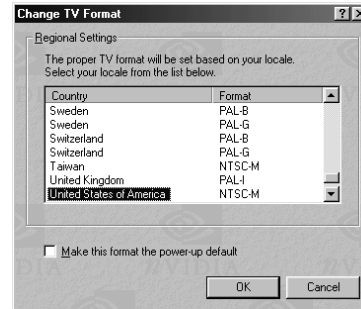 Change TV Format
Regional Settings
The proper TV format will be set based on your locale.
Select your locale from the list below.
Country Format
Sweden PAL-B
Sweden PAL-G
Switzerland PAL-B
Switzerland PAL-G
Taiwan NTSC-M
United Kingdom PAL-I
United States of America NTSC-M
Make this format the power-up default
OK Cancel